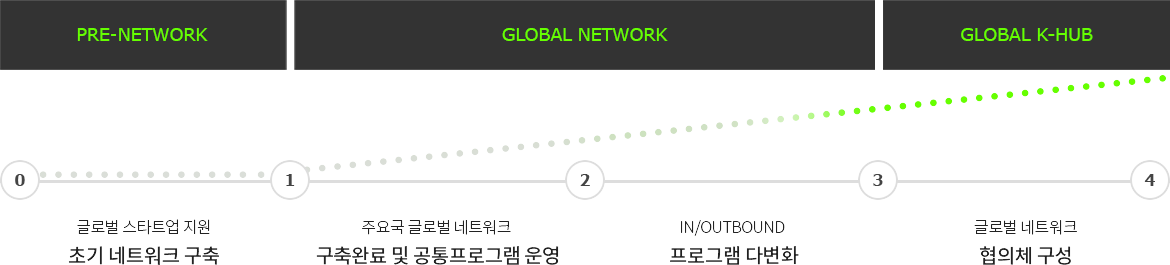 PRE-NETWORK
GLOBAL NETWORK
GLOBAL K-HUB
0
1
2
3
4
글로벌 스타트업 지원
초기 네트워크 구축
주요국 글로벌 네트워크
구축완료 및 공통프로그램 운영
IN/OUTBOUND
프로그램 다변화
글로벌 네트워크
협의체 구성